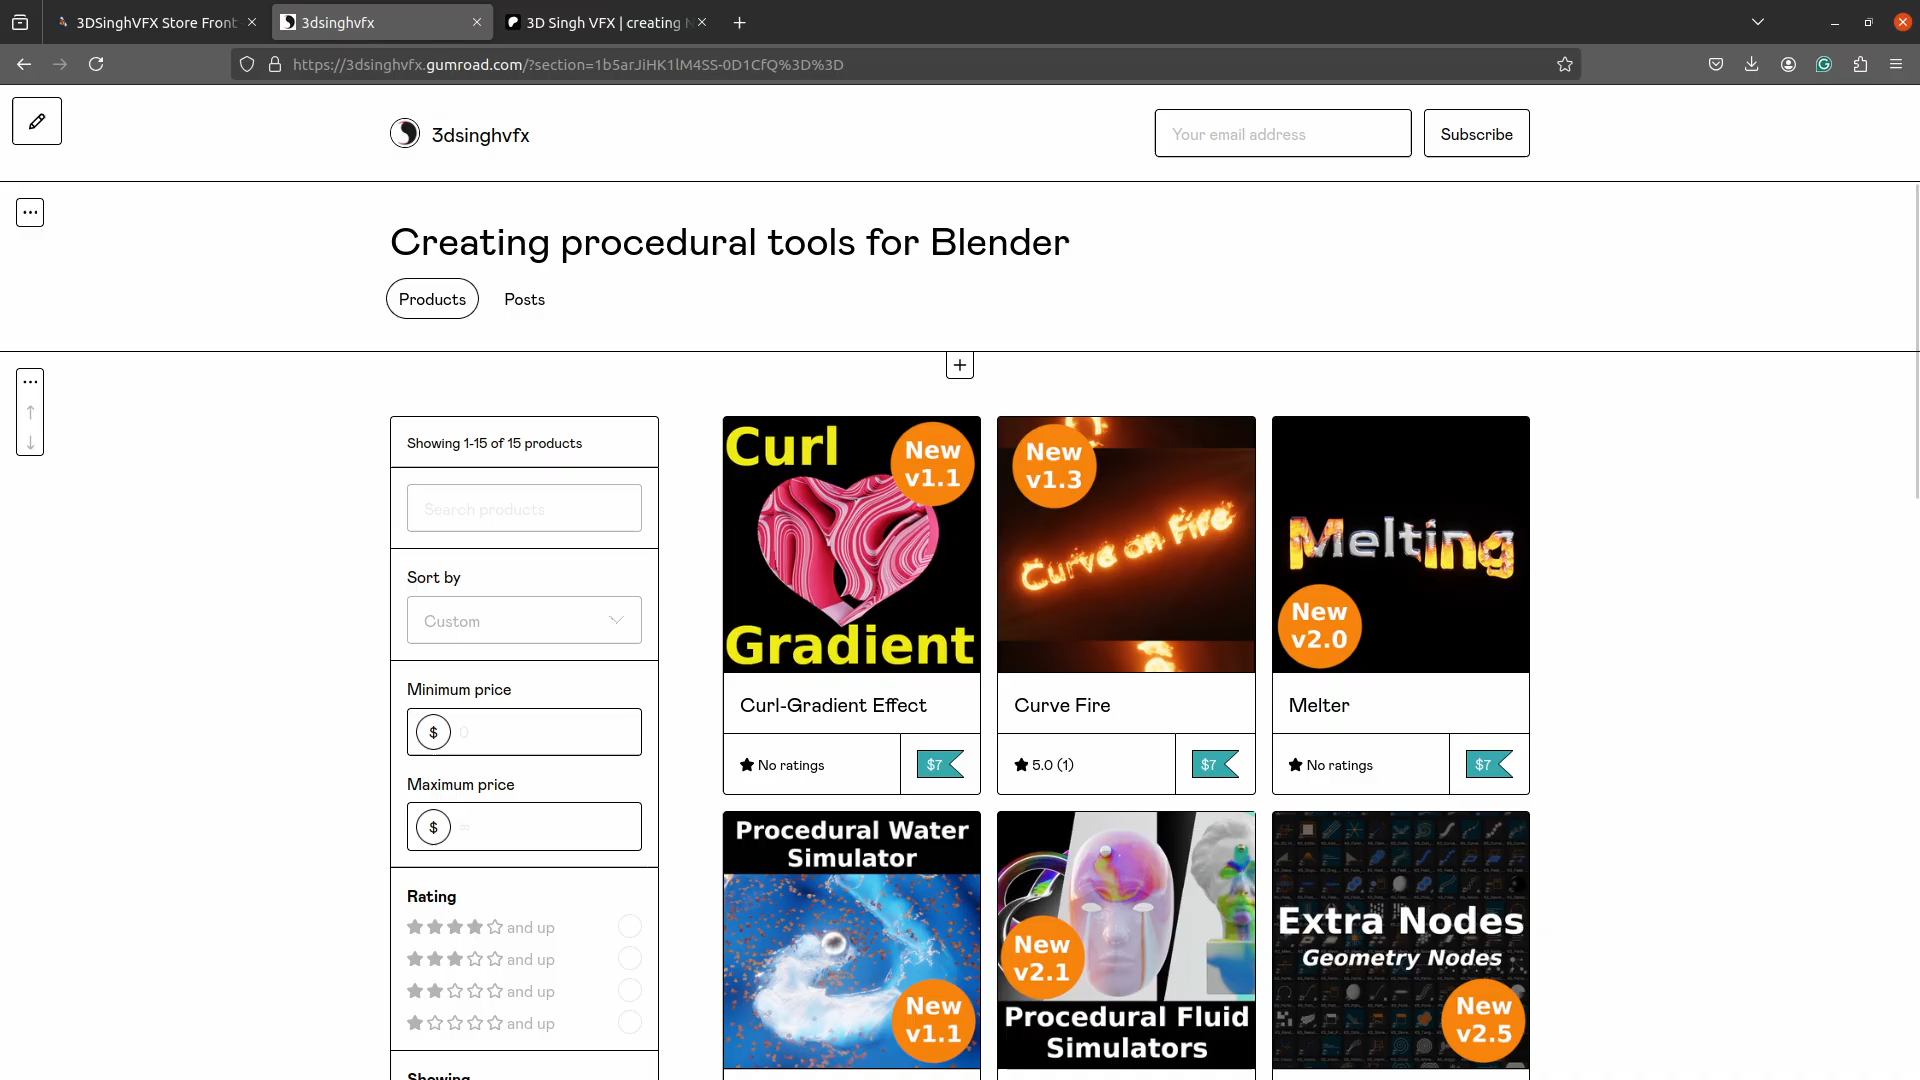 3DSinghVFX Store Front
3dsinghvfx
3D Singh VFX | creating
https://3dsinghvfx.gumroad.com/?section=1b5arJiHK1lM4SS-0D1CfQ%3D%3D
3dsinghvfx
Your email address
Subscribe
Creating procedural tools for Blender
Products
Posts
Showing 1-15 of 15 products
Search products
Sort by
Custom
Minimum price
$ 0
Maximum price
$ ∞
Rating
and up
and up
and up
and up
Showing
Curl
New
v1.1
Gradient
Curl-Gradient Effect
No ratings
$7
New
v1.3
Curve on Fire
Curve Fire
5.0 (1)
$7
Melting
New
v2.0
Melter
No ratings
$7
Procedural Water
Simulator
New
v1.1
New
v2.1
Procedural Fluid
Simulators
Extra Nodes
Geometry Nodes
New
v2.5